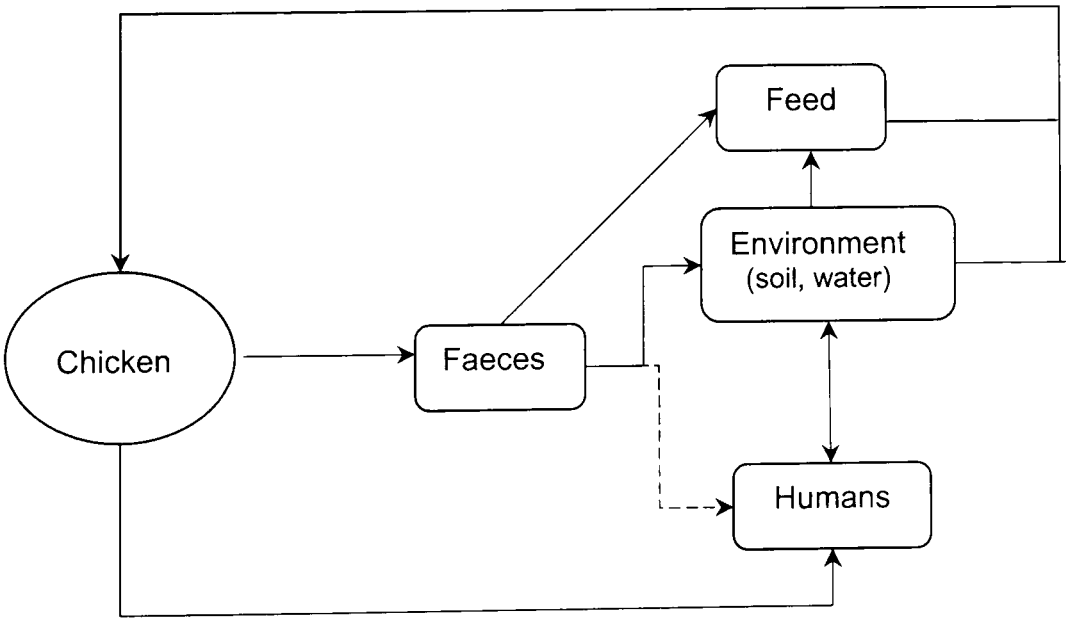 Feed
Environment
(soil, water)
Chicken
Faeces
Humans